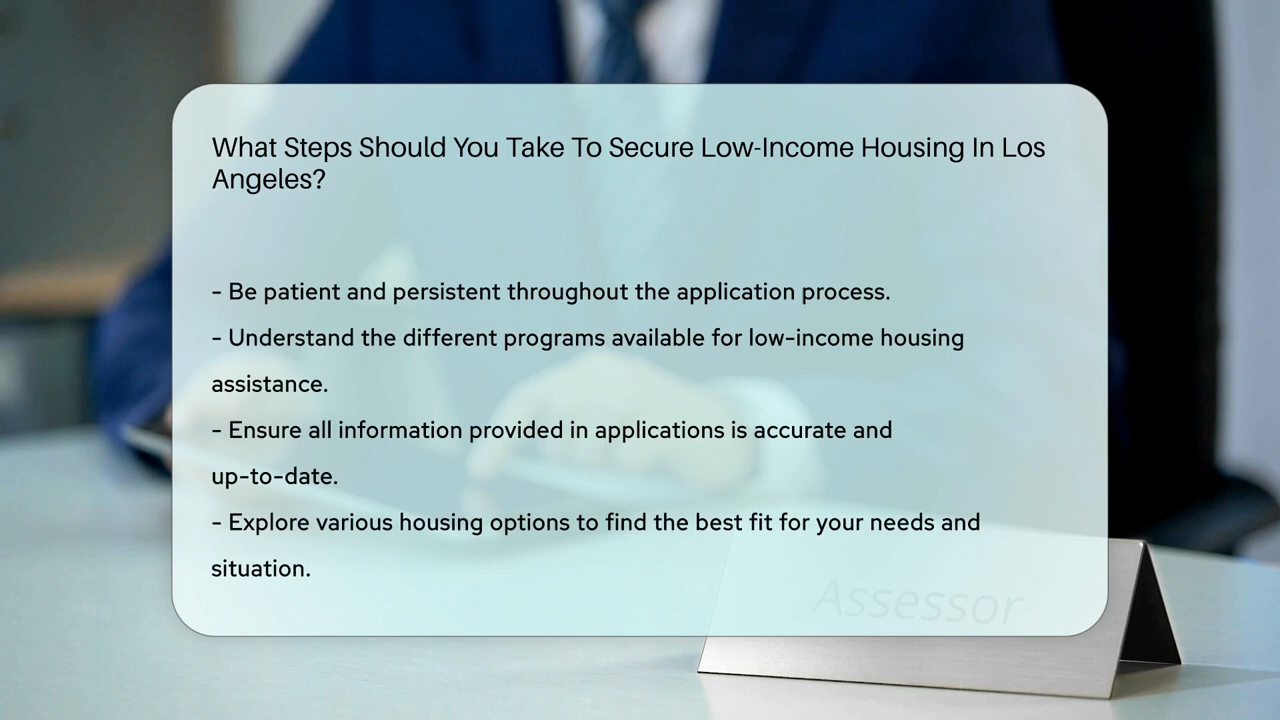 What Steps Should You Take To Secure Low-Income Housing In Los
Angeles?
- Be patient and persistent throughout the application process.
- Understand the different programs available for low-income housing
assistance.
- Ensure all information provided in applications is accurate and
up-to-date.
- Explore various housing options to find the best fit for your needs and
situation.
Assessor